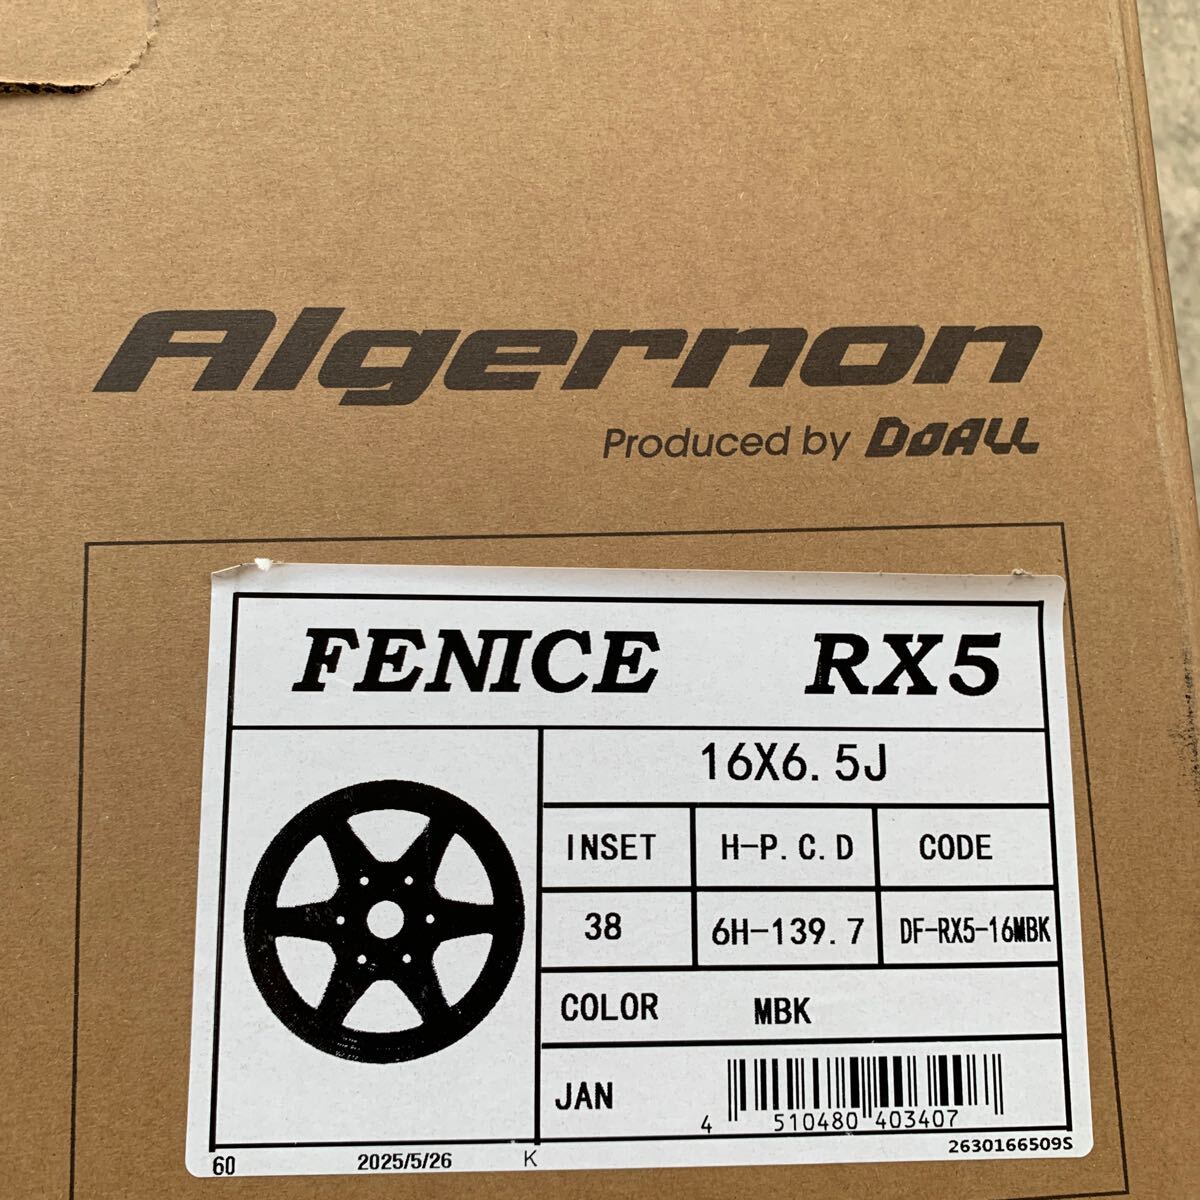 Algernon
Produced by DOALL
FENICE RX5
16X6.5J
INSET H-P.C.D CODE
38 6H-139.7 DF-RX5-16MBK
COLOR MBK
JAN
4 510480 403407
2630166509S
60 2025/5/26 K